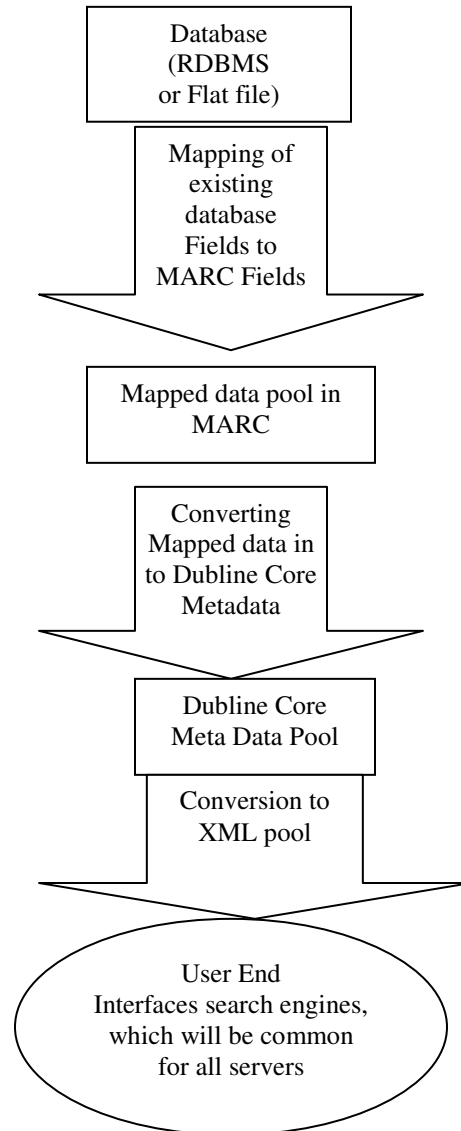 Database
(RDBMS
or Flat file)
Mapping of
existing
database
Fields to
MARC Fields
Mapped data pool in
MARC
Converting
Mapped data in
to Dubline Core
Metadata
Dubline Core
Meta Data Pool
Conversion to
XML pool
User End
Interfaces search engines,
which will be common
for all servers